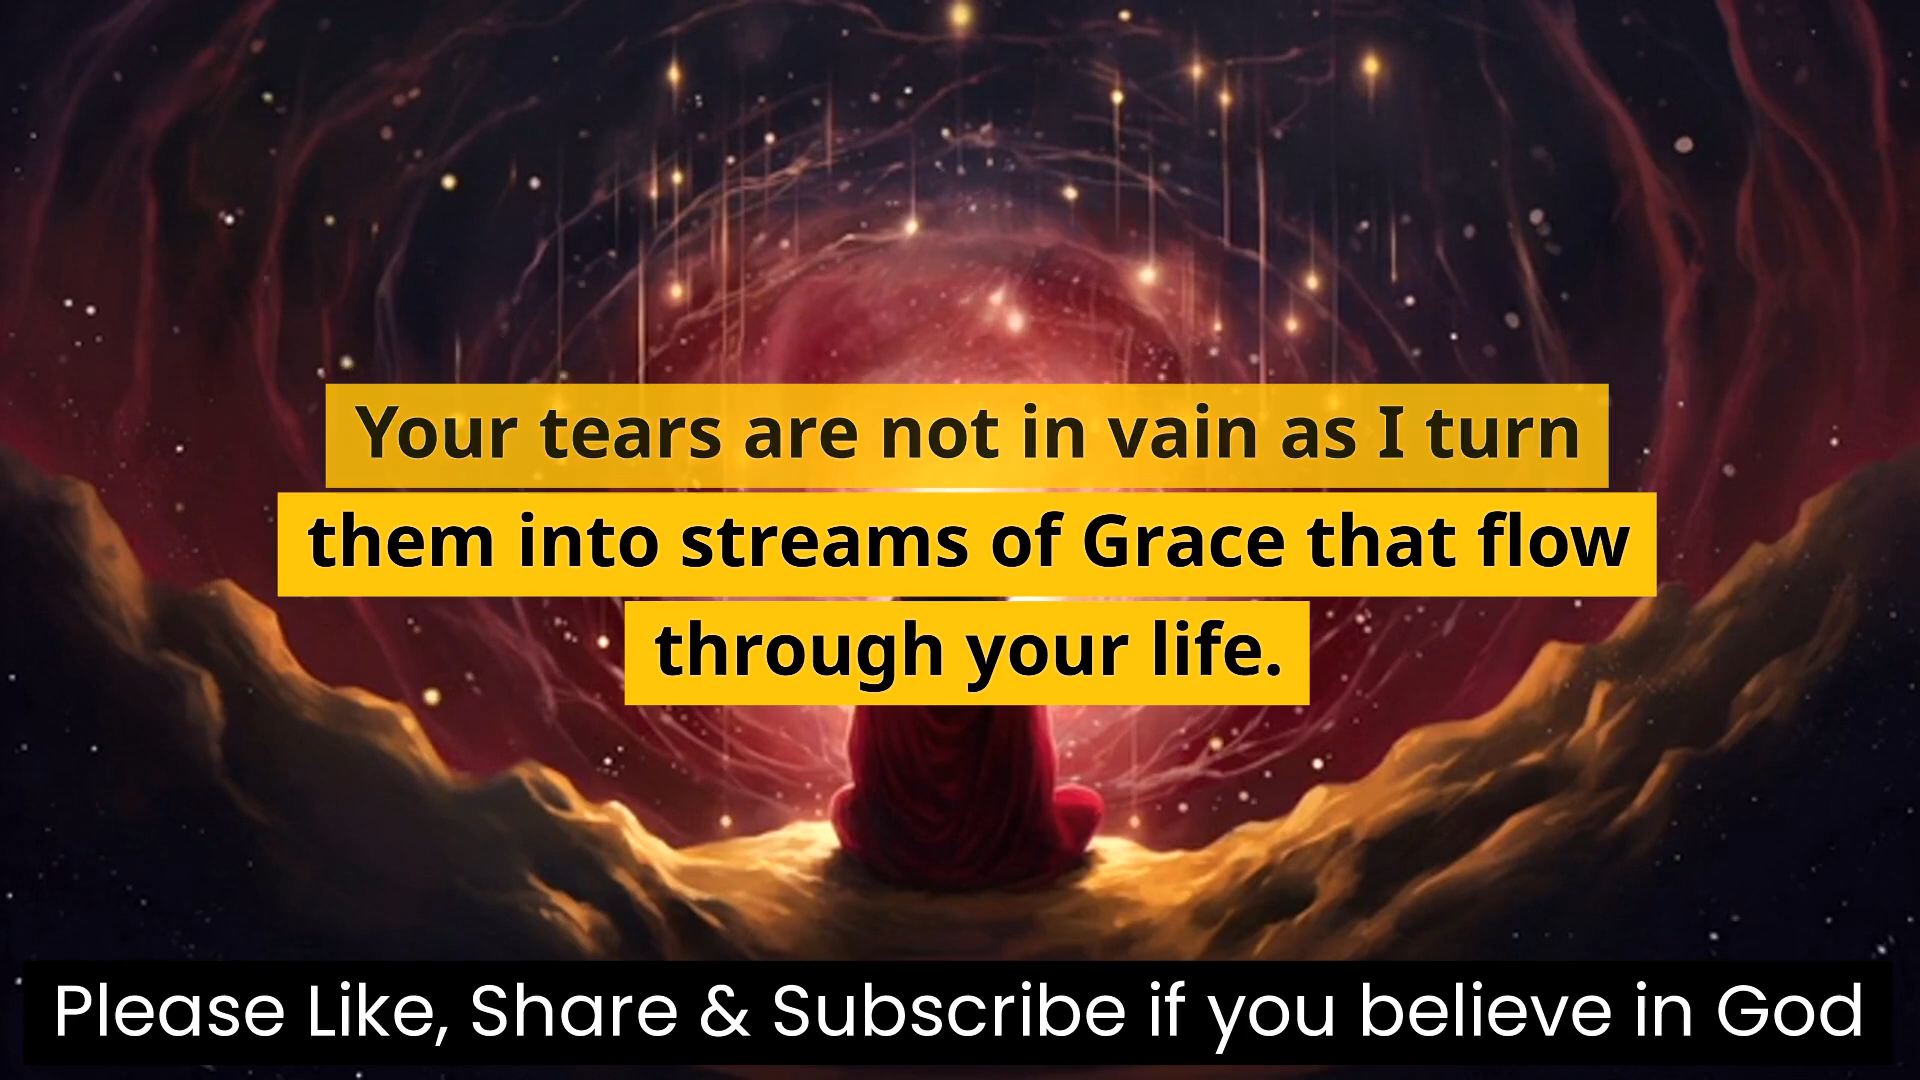 Your tears are not in vain as I turn
them into streams of Grace that flow
through your life.
Please Like, Share & Subscribe if you believe in God